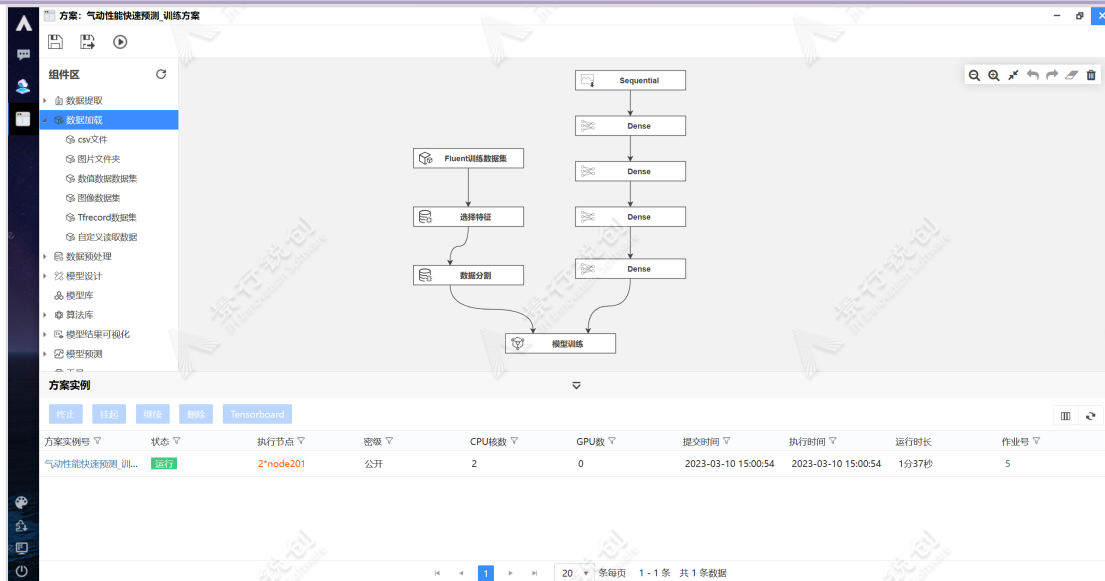 方案：气动性能快速预测_训练方案
组件区
数据提取
数据加载
csv文件
图片文件夹
数值数据数据集
图像数据集
Tfrecord数据集
自定义读取数据
数据预处理
模型设计
模型库
算法库
模型结果可视化
模型预测
Sequential
Dense
Fluent训练数据集
Dense
选择特征
Dense
数据分割
Dense
模型训练
方案实例
终止 挂起 继续 删除 Tensorboard
方案实例号 状态 执行节点 密级 CPU核数 GPU数 提交时间 执行时间 运行时长 作业号
气动性能快速预测_训... 运行 2*node201 公开 2 0 2023-03-10 15:00:54 2023-03-10 15:00:54 1分37秒 5
1 20 条每页 1 - 1 条 共 1 条数据